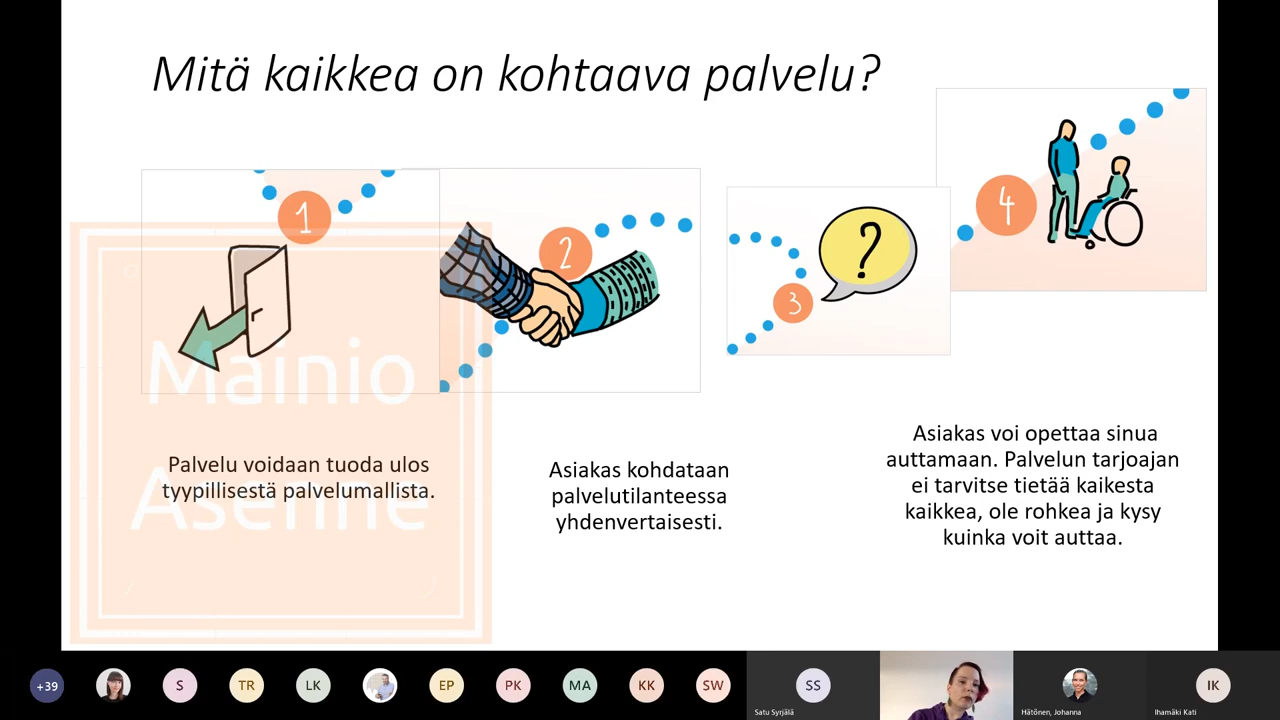 Mitä kaikkea on kohtaava palvelu?
1
2
3
?
4
Mainio
Asenne
Palvelu voidaan tuoda ulos
tyypillisestä palvelumallista.
Asiakas kohdataan
palvelutilanteessa
yhdenvertaisesti.
Asiakas voi opettaa sinua
auttamaan. Palvelun tarjoajan
ei tarvitse tietää kaikesta
kaikkea, ole rohkea ja kysy
kuinka voit auttaa.
+39
S
TR
LK
EP
PK
MA
KK
SW
SS
Satu Syrjälä
Hätönen, Johanna
IK
Ihamäki Kati